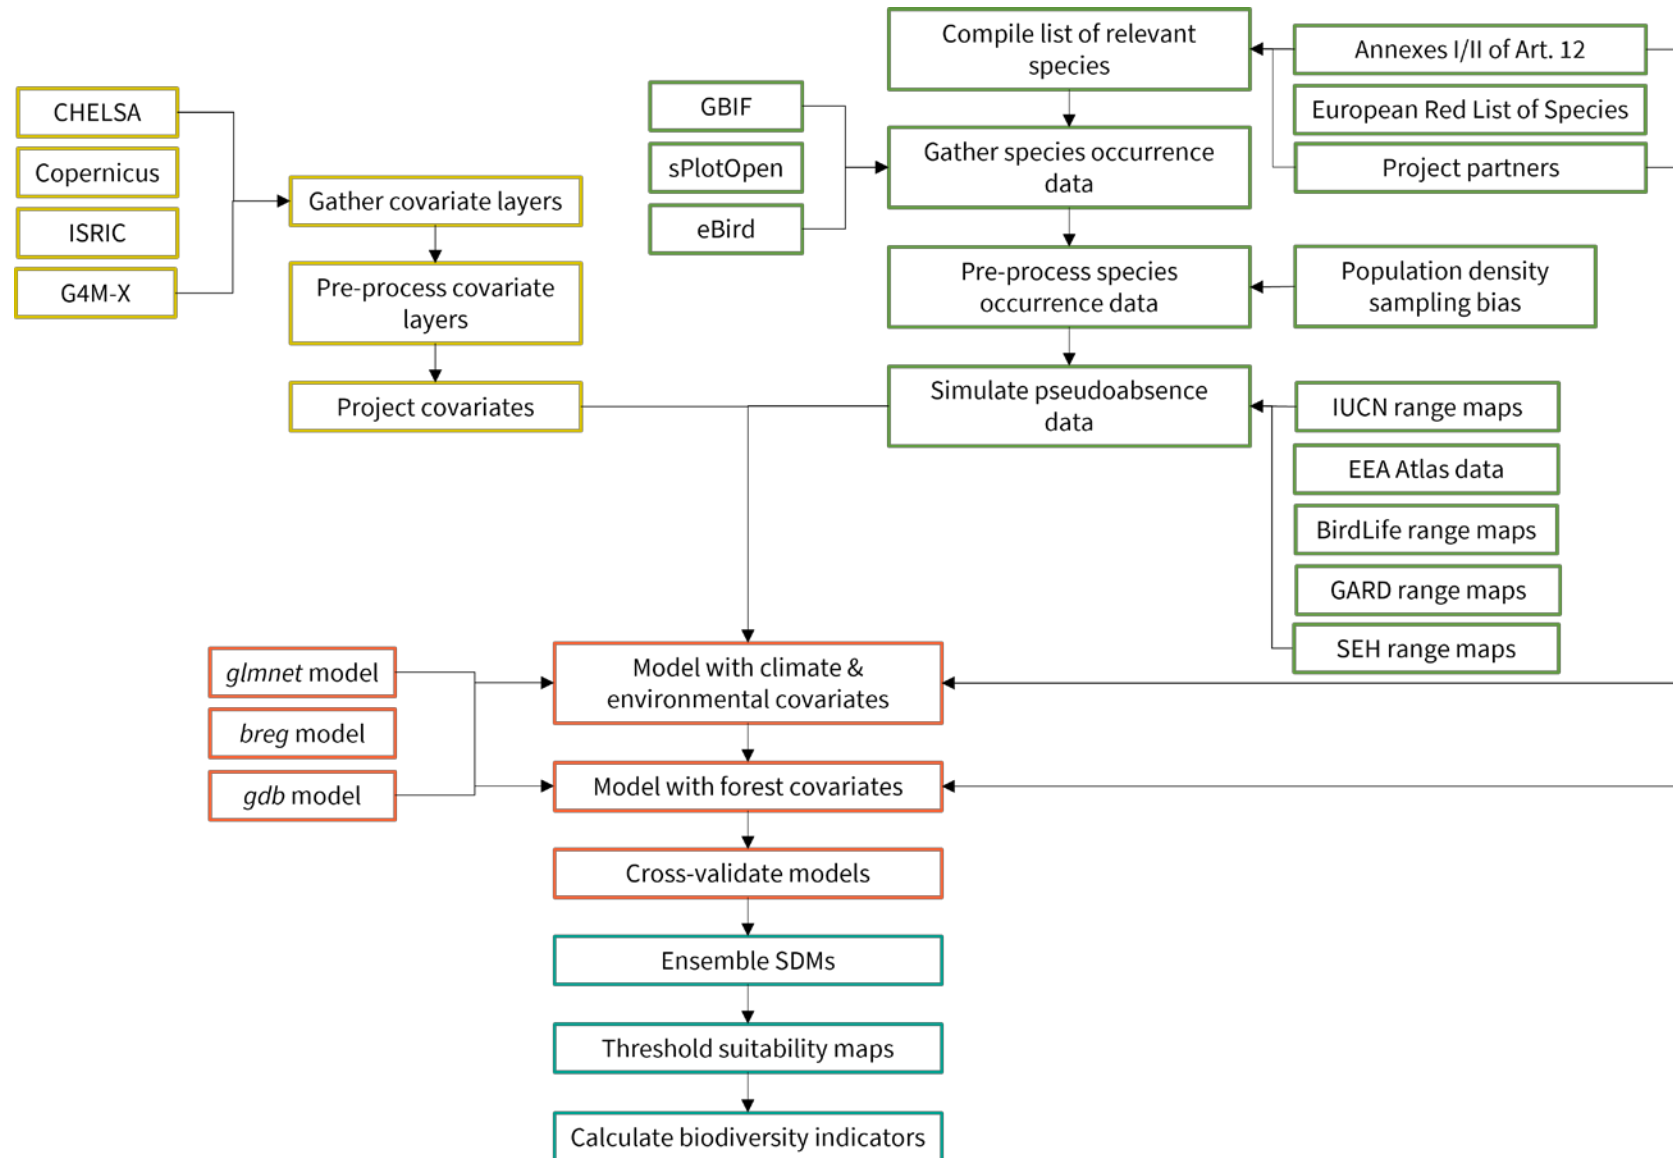 CHELSA
Copernicus
ISRIC
G4M-X
Gather covariate layers
Pre-process covariate
layers
Project covariates
GBIF
sPlotOpen
eBird
Compile list of relevant
species
Gather species occurrence
data
Pre-process species
occurrence data
Simulate pseudoabsence
data
Annexes I/II of Art. 12
European Red List of Species
Project partners
Population density
sampling bias
IUCN range maps
EEA Atlas data
BirdLife range maps
GARD range maps
SEH range maps
glmnet model
breg model
gdb model
Model with climate &
environmental covariates
Model with forest covariates
Cross-validate models
Ensemble SDMs
Threshold suitability maps
Calculate biodiversity indicators